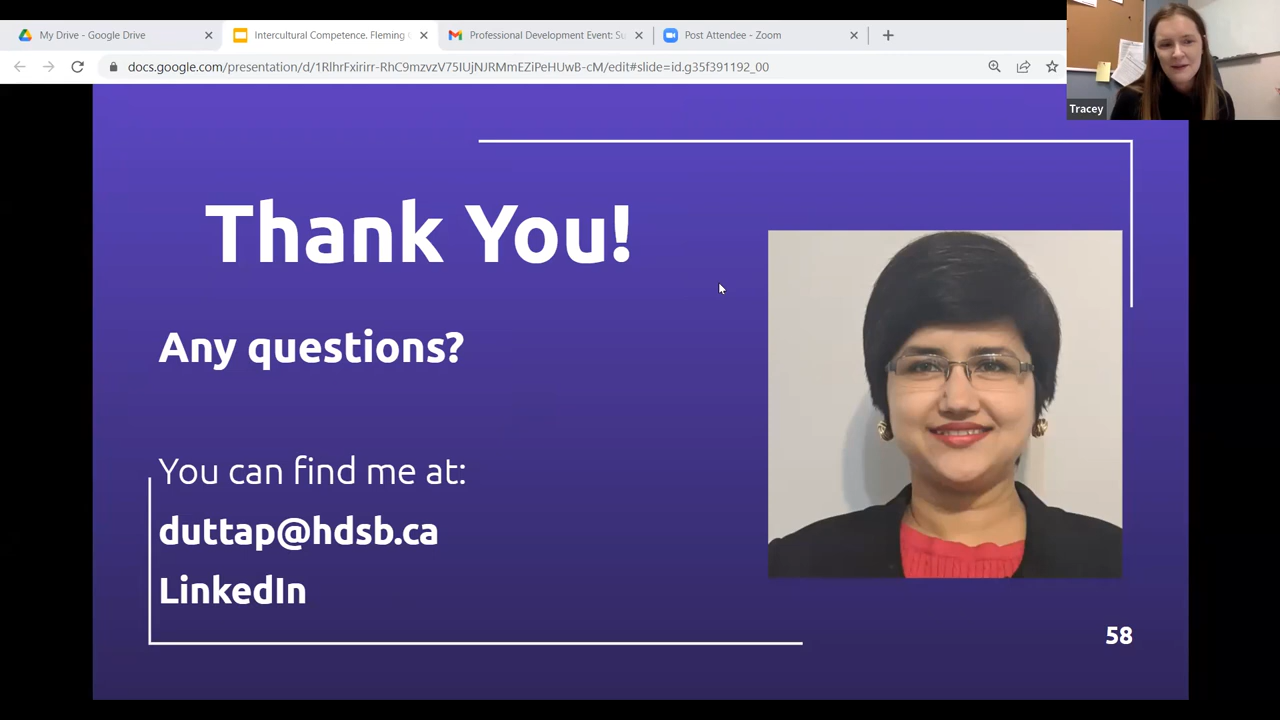 My Drive - Google Drive
Intercultural Competence. Fleming
Professional Development Event: Su
Post Attendee - Zoom
docs.google.com/presentation/d/1RlhrFxirirr-RhC9mzvzV75IUjNRRMmEZiPeHUwB-cM/edit#slide=id.g35f391192_00
Tracey
Thank You!
Any questions?
You can find me at:
duttap@hdsb.ca
LinkedIn
58